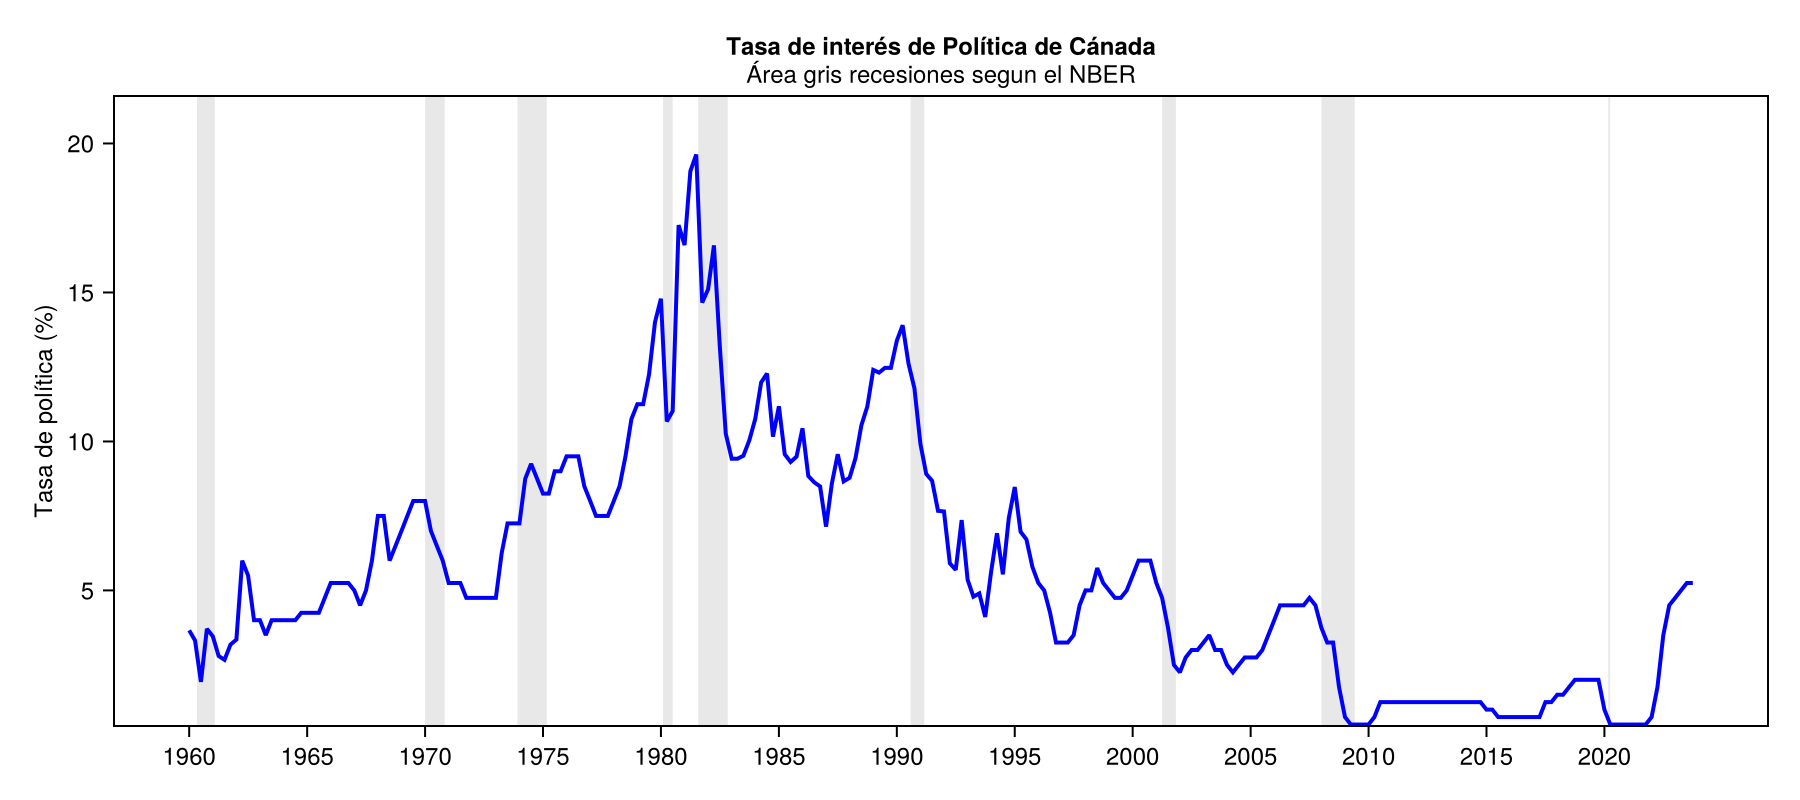 Tasa de interés de Política de Cánada
Área gris recesiones segun el NBER
Tasa de política (%)
20
15
10
5
1960 1965 1970 1975 1980 1985 1990 1995 2000 2005 2010 2015 2020